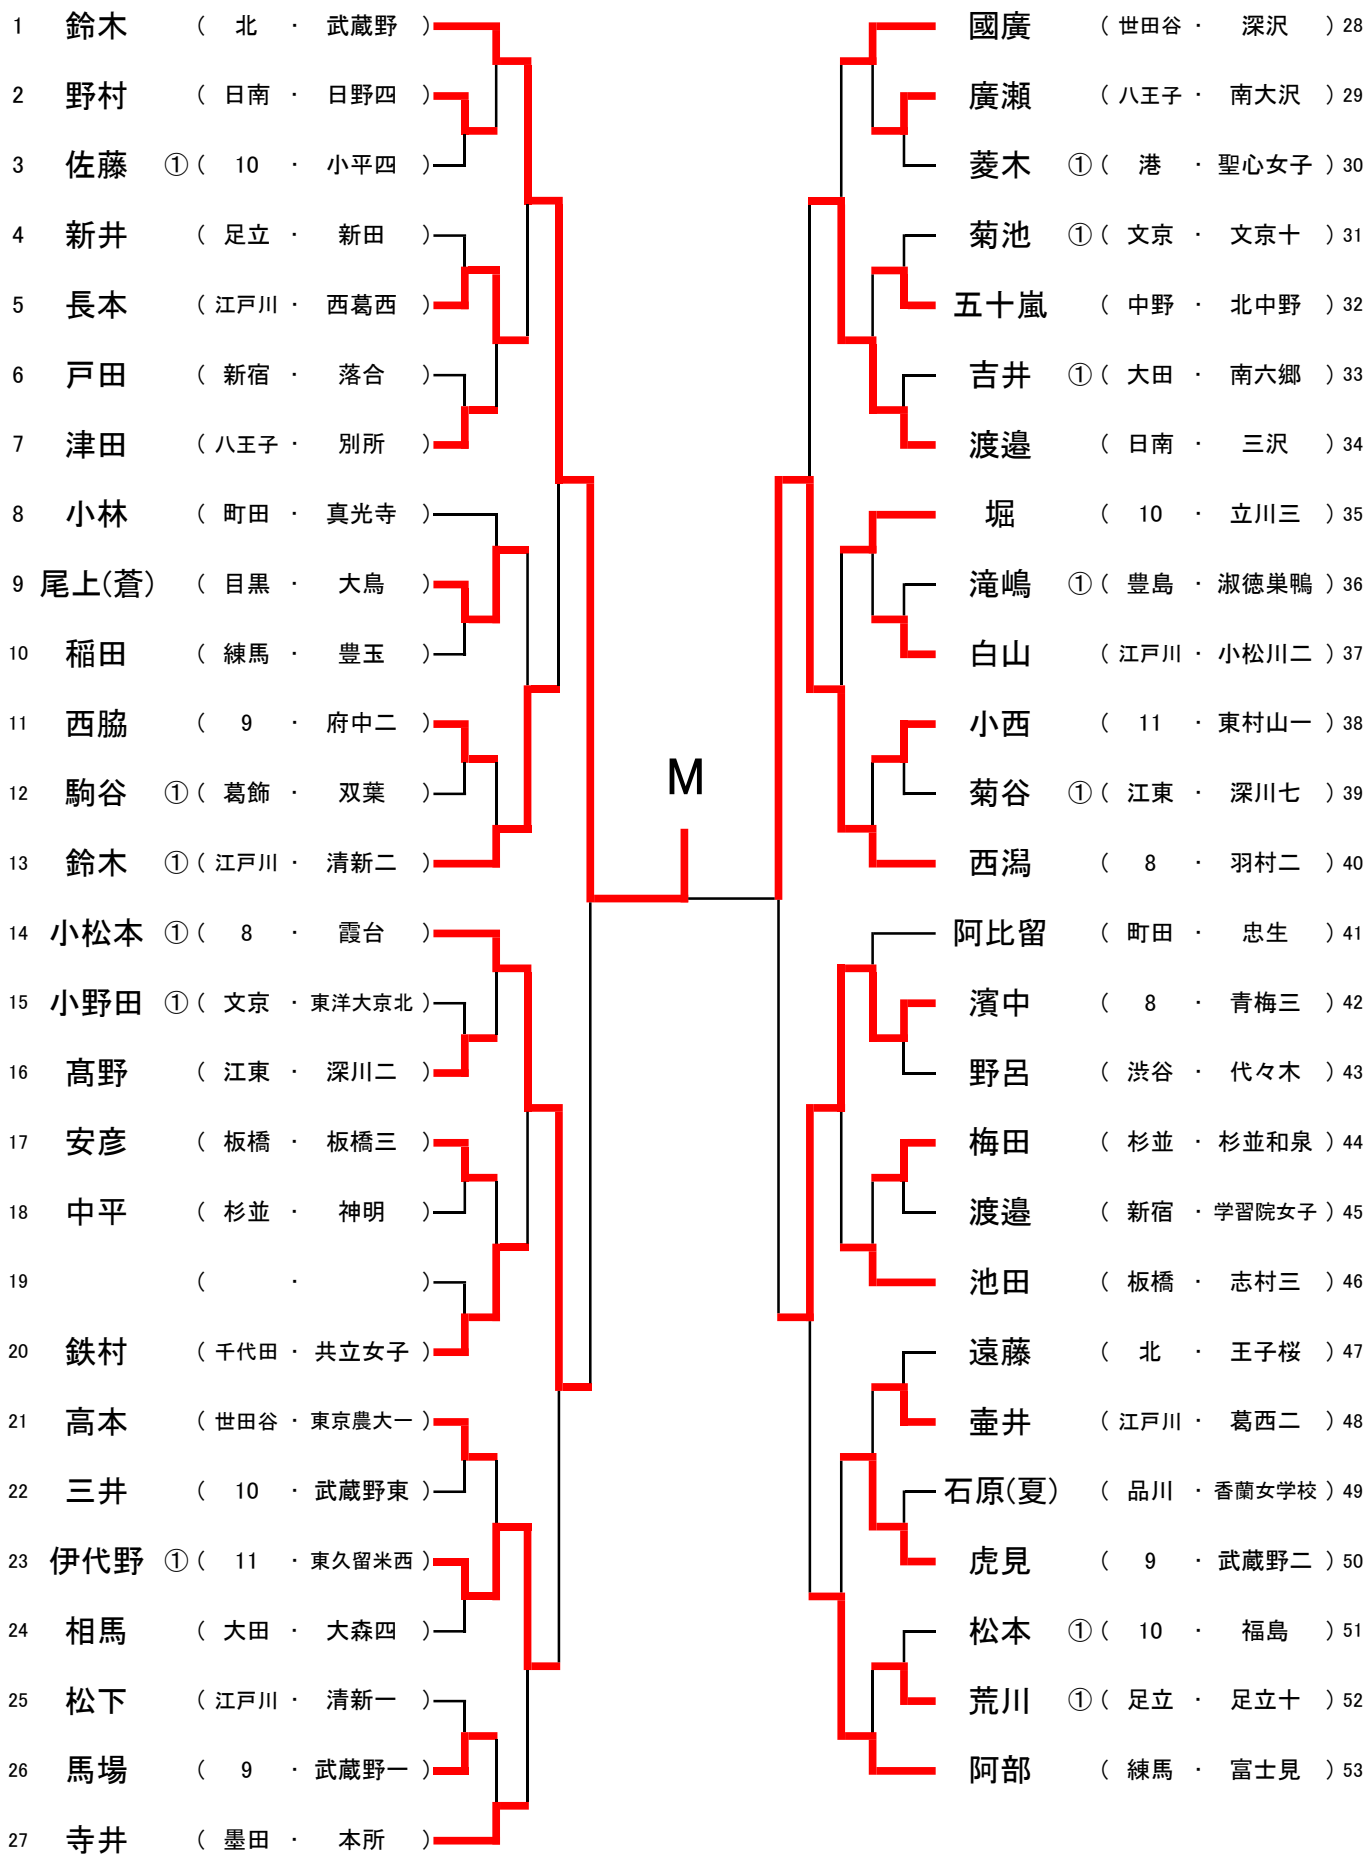 1 鈴木 ( 北 ・ 武蔵野 )
2 野村 ( 日南 ・ 日野四 )
3 佐藤 ① ( 10 ・ 小平四 )
4 新井 ( 足立 ・ 新田 )
5 長本 ( 江戸川 ・ 西葛西 )
6 戸田 ( 新宿 ・ 落合 )
7 津田 ( 八王子 ・ 別所 )
8 小林 ( 町田 ・ 真光寺 )
9 尾上(蒼) ( 目黒 ・ 大鳥 )
10 稲田 ( 練馬 ・ 豊玉 )
11 西脇 ( 9 ・ 府中二 )
12 駒谷 ① ( 葛飾 ・ 双葉 )
13 鈴木 ① ( 江戸川 ・ 清新二 )
14 小松本 ① ( 8 ・ 霞台 )
15 小野田 ① ( 文京 ・ 東洋大京北 )
16 髙野 ( 江東 ・ 深川二 )
17 安彦 ( 板橋 ・ 板橋三 )
18 中平 ( 杉並 ・ 神明 )
19 ( ・ )
20 鉄村 ( 千代田 ・ 共立女子 )
21 高本 ( 世田谷 ・ 東京農大一 )
22 三井 ( 10 ・ 武蔵野東 )
23 伊代野 ① ( 11 ・ 東久留米西 )
24 相馬 ( 大田 ・ 大森四 )
25 松下 ( 江戸川 ・ 清新一 )
26 馬場 ( 9 ・ 武蔵野一 )
27 寺井 ( 墨田 ・ 本所 )
M
國廣 ( 世田谷 ・ 深沢 ) 28
廣瀬 ( 八王子 ・ 南大沢 ) 29
菱木 ① ( 港 ・ 聖心女子 ) 30
菊池 ① ( 文京 ・ 文京十 ) 31
五十嵐 ( 中野 ・ 北中野 ) 32
吉井 ① ( 大田 ・ 南六郷 ) 33
渡邉 ( 日南 ・ 三沢 ) 34
堀 ( 10 ・ 立川三 ) 35
滝嶋 ① ( 豊島 ・ 淑徳巣鴨 ) 36
白山 ( 江戸川 ・ 小松川二 ) 37
小西 ( 11 ・ 東村山一 ) 38
菊谷 ① ( 江東 ・ 深川七 ) 39
西潟 ( 8 ・ 羽村二 ) 40
阿比留 ( 町田 ・ 忠生 ) 41
濱中 ( 8 ・ 青梅三 ) 42
野呂 ( 渋谷 ・ 代々木 ) 43
梅田 ( 杉並 ・ 杉並和泉 ) 44
渡邉 ( 新宿 ・ 学習院女子 ) 45
池田 ( 板橋 ・ 志村三 ) 46
遠藤 ( 北 ・ 王子桜 ) 47
壷井 ( 江戸川 ・ 葛西二 ) 48
石原(夏) ( 品川 ・ 香蘭女学校 ) 49
虎見 ( 9 ・ 武蔵野二 ) 50
松本 ① ( 10 ・ 福島 ) 51
荒川 ① ( 足立 ・ 足立十 ) 52
阿部 ( 練馬 ・ 富士見 ) 53